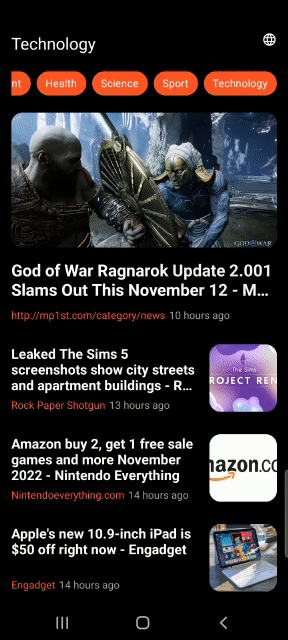 Technology
nt Health Science Sport Technology
GOD OF WAR
God of War Ragnarok Update 2.001
Slams Out This November 12 - M...
http://mp1st.com/category/news 10 hours ago
Leaked The Sims 5
screenshots show city streets
and apartment buildings - R...
Rock Paper Shotgun 13 hours ago
The Sims
ROJECT REN
Amazon buy 2, get 1 free sale
games and more November
2022 - Nintendo Everything
Nintendoeverything.com 14 hours ago
nazon.co
Apple's new 10.9-inch iPad is
$50 off right now - Engadget
Engadget 14 hours ago